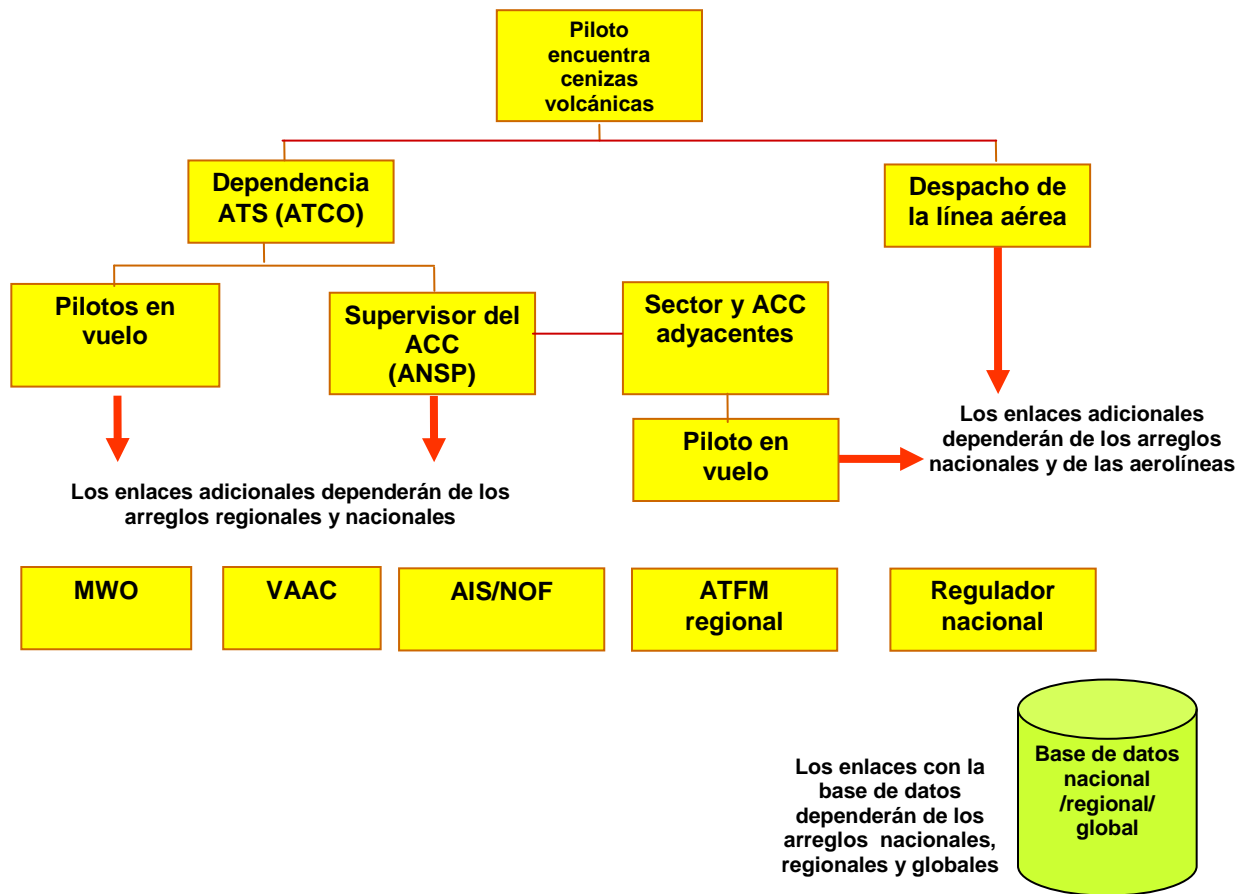 Piloto
encuentra
cenizas
volcánicas
Dependencia
ATS (ATCO)
Despacho de
la línea aérea
Pilotos en
vuelo
Supervisor del
ACC
(ANSP)
Sector y ACC
adyacentes
Piloto en
vuelo
Los enlaces adicionales
dependerán de los arreglos
nacionales y de las aerolíneas
Los enlaces adicionales dependerán de los
arreglos regionales y nacionales
MWO
VAAC
AIS/NOF
ATFM
regional
Regulador
nacional
Los enlaces con la
base de datos
dependerán de los
arreglos nacionales,
regionales y globales
Base de datos
nacional
/regional/
global